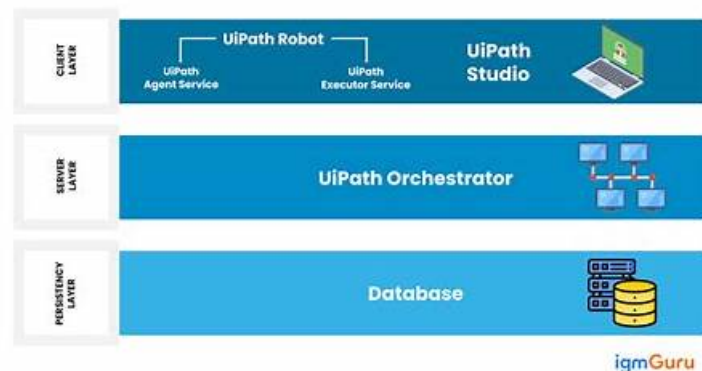 CLIENT
LAYER
UiPath Robot
UiPath
Agent Service
UiPath
Executor Service
UiPath
Studio
SERVER
LAYER
UiPath Orchestrator
PERSISTENCY
LAYER
Database
igmGuru